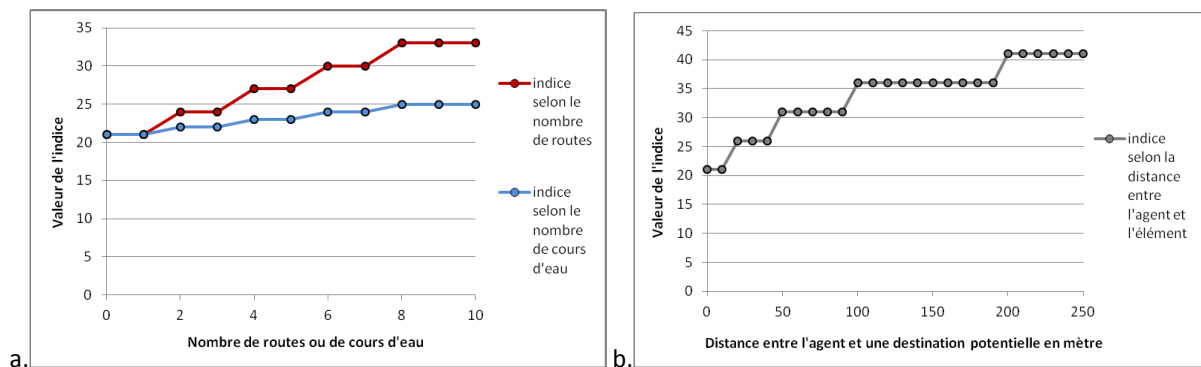 35
30
25
20
15
10
5
0
Valeur de l'indice
0 2 4 6 8 10
Nombre de routes ou de cours d'eau
indice
selon le
nombre
de routes
indice
selon le
nombre
de cours
d'eau
a.
45
40
35
30
25
20
15
10
5
0
Valeur de l'indice
0 50 100 150 200 250
Distance entre l'agent et une destination potentielle en mètre
indice
selon la
distance
entre
l'agent et
l'élément
b.